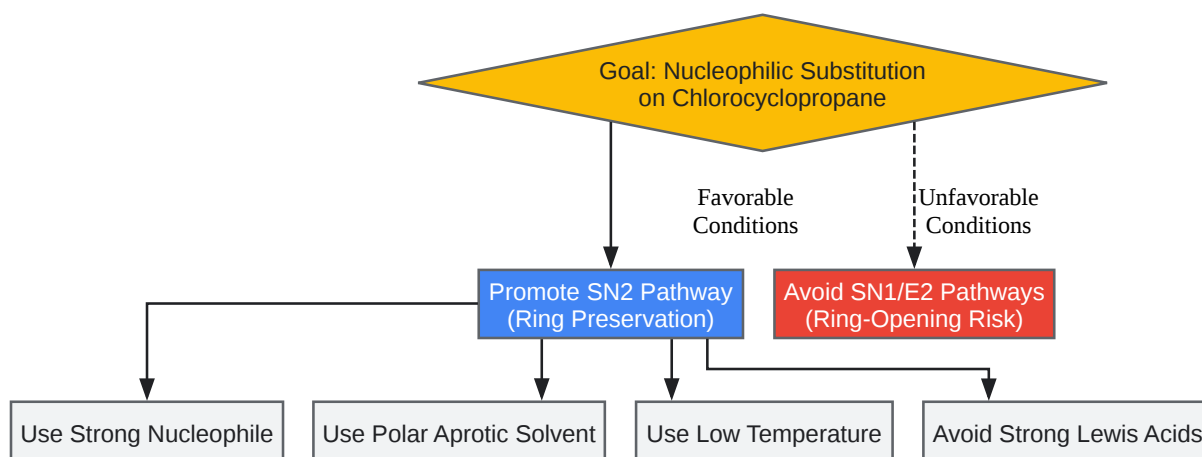 Goal: Nucleophilic Substitution
on Chlorocyclopropane
Favorable
Conditions
Unfavorable
Conditions
Promote SN2 Pathway
(Ring Preservation)
Avoid SN1/E2 Pathways
(Ring-Opening Risk)
Use Strong Nucleophile
Use Polar Aprotic Solvent
Use Low Temperature
Avoid Strong Lewis Acids